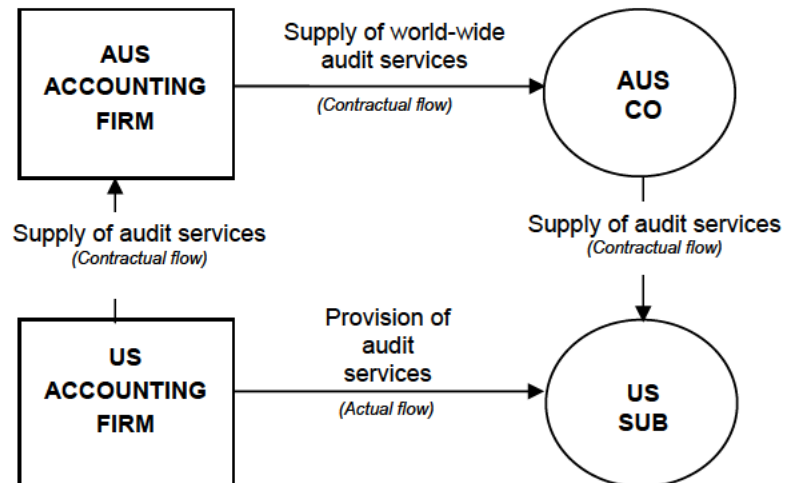 AUS
ACCOUNTING
FIRM
Supply of world-wide
audit services
(Contractual flow)
AUS
CO
Supply of audit services
(Contractual flow)
Supply of audit services
(Contractual flow)
US
ACCOUNTING
FIRM
Provision of
audit
services
(Actual flow)
US
SUB